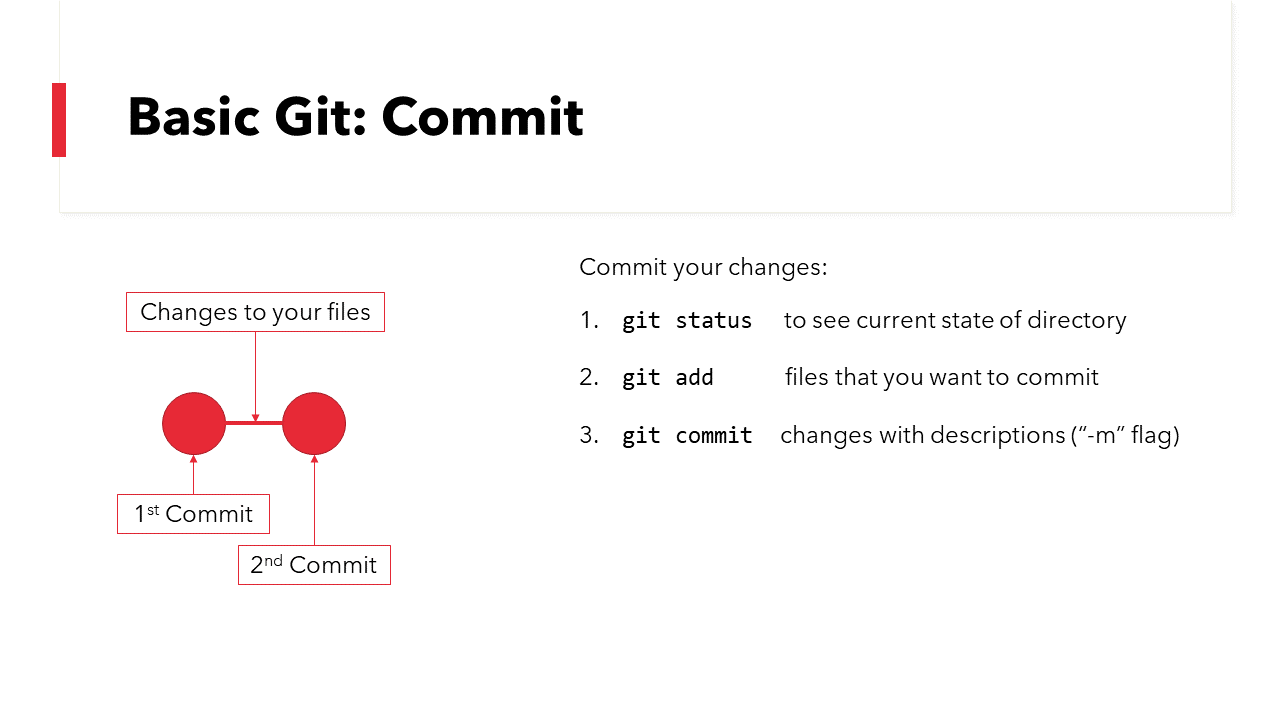 Basic Git: Commit
Changes to your files
1st Commit
2nd Commit
Commit your changes:
1. git status to see current state of directory
2. git add files that you want to commit
3. git commit changes with descriptions (“-m” flag)